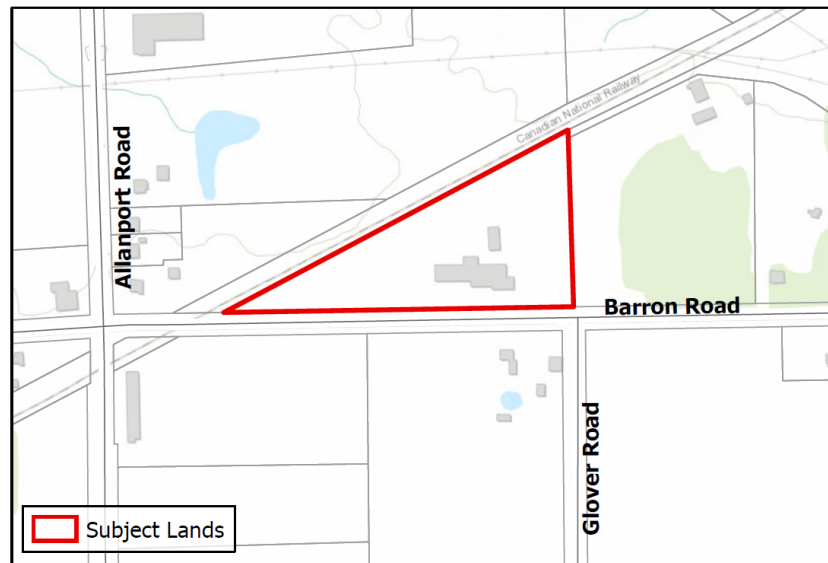 Canadian National Railway
Allanport Road
Barron Road
Glover Road
Subject Lands